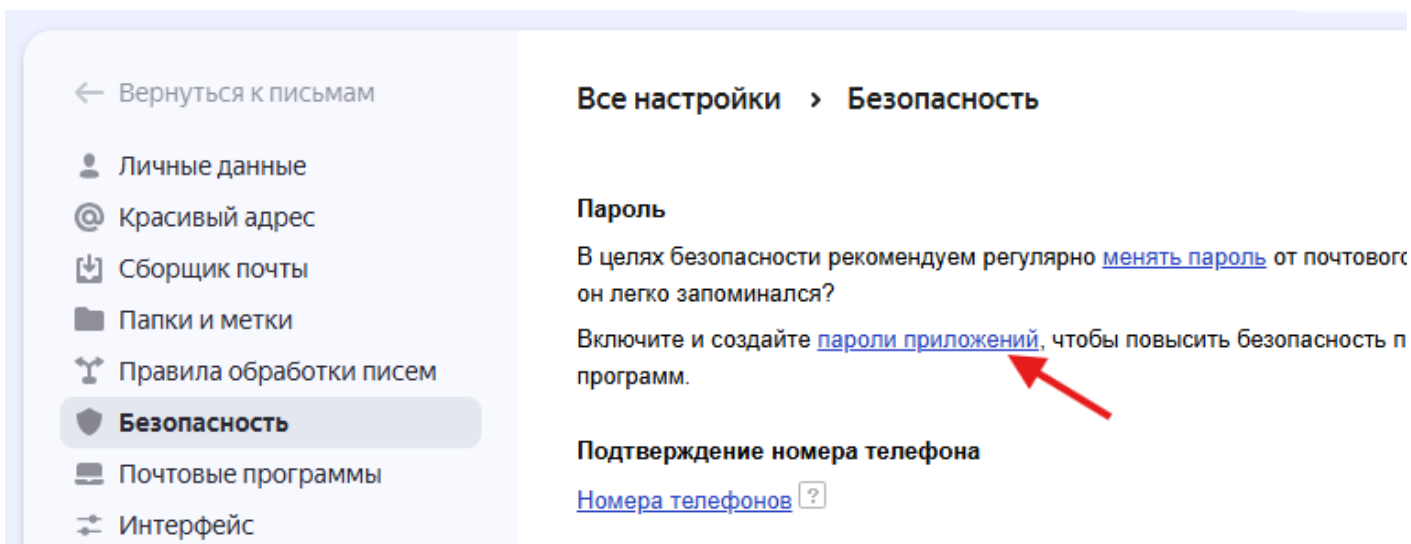 Вернуться к письмам
Личные данные
Красивый адрес
Сборщик почты
Папки и метки
Правила обработки писем
Безопасность
Почтовые программы
Интерфейс
Все настройки › Безопасность
Пароль
В целях безопасности рекомендуем регулярно менять пароль от почтового
он легко запоминался?
Включите и создайте пароли приложений, чтобы повысить безопасность п
программ.
Подтверждение номера телефона
Номера телефонов ?